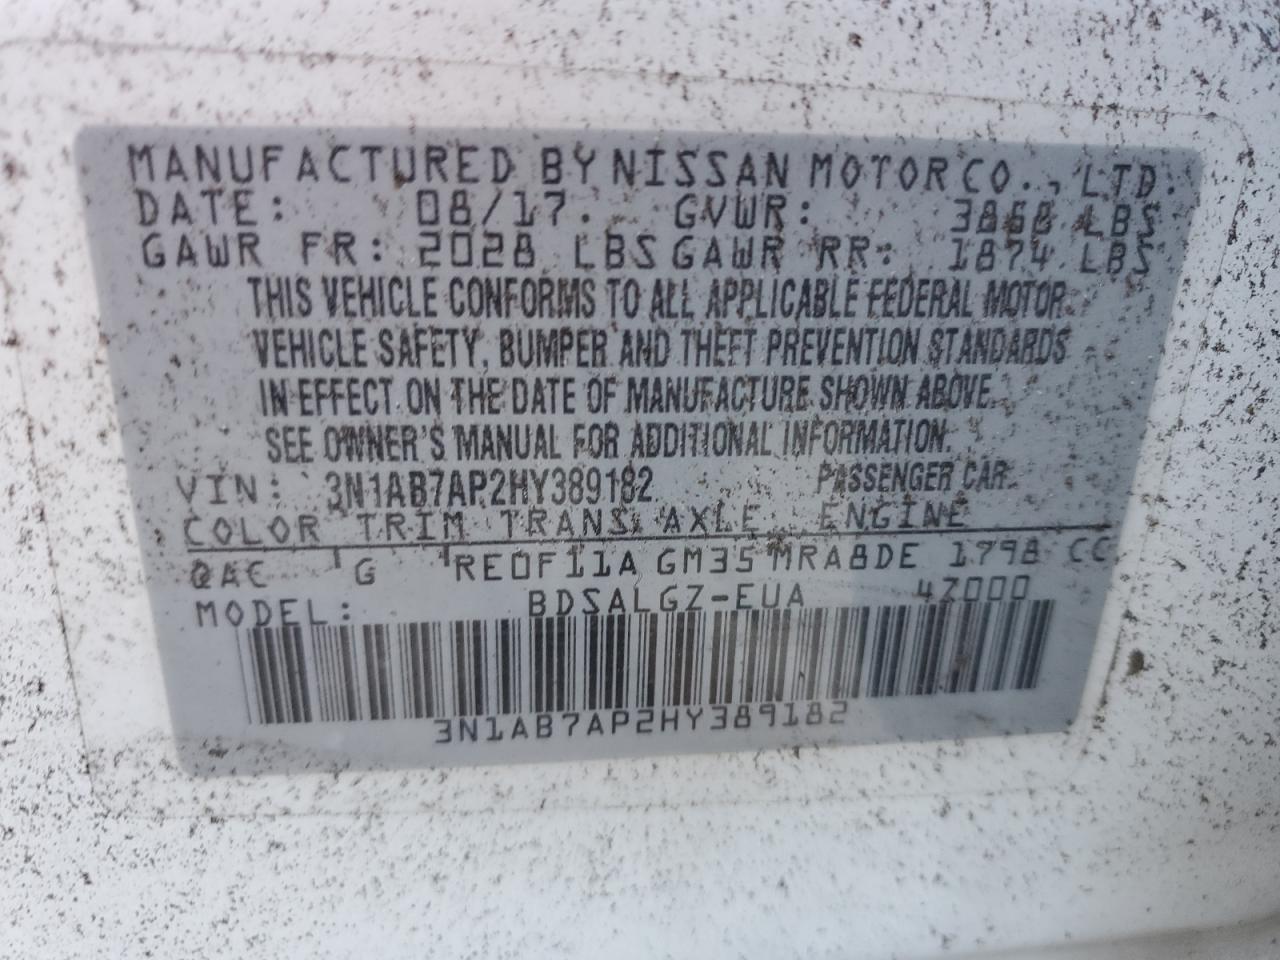 MANUFACTURED BY NISSAN MOTOR CO., LTD.
DATE: 08/17. GVWR: 3868 LBS
GAWR FR: 2028 LBS GAWR RR: 1874 LBS
THIS VEHICLE CONFORMS TO ALL APPLICABLE FEDERAL MOTOR
VEHICLE SAFETY, BUMPER AND THEFT PREVENTION STANDARDS
IN EFFECT ON THE DATE OF MANUFACTURE SHOWN ABOVE.
SEE OWNER'S MANUAL FOR ADDITIONAL INFORMATION.
VIN: 3N1AB7AP2HY389182 PASSENGER CAR
COLOR TRIM TRANS. AXLE ENGINE
QAC G RE0F11A GM35 MRA8DE 1798 CC
MODEL: BDSALGZ-EUA 4Z000
3N1AB7AP2HY389182